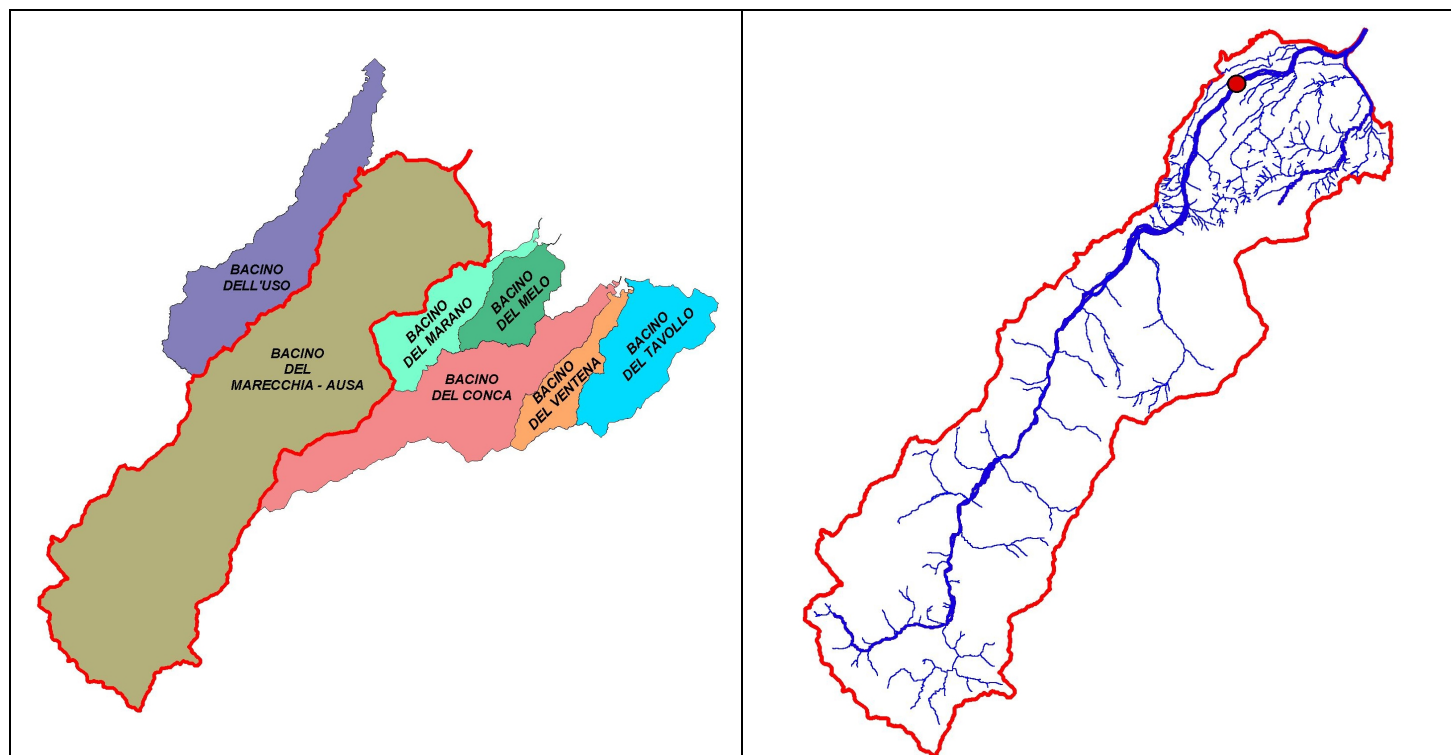 BACINO
DELL'USO
BACINO
DEL
MARECCHIA - AUSA
BACINO
DEL MARANO
BACINO
DEL MELO
BACINO
DEL CONCA
BACINO
DEL VENTENA
BACINO
DEL TAVOLLO